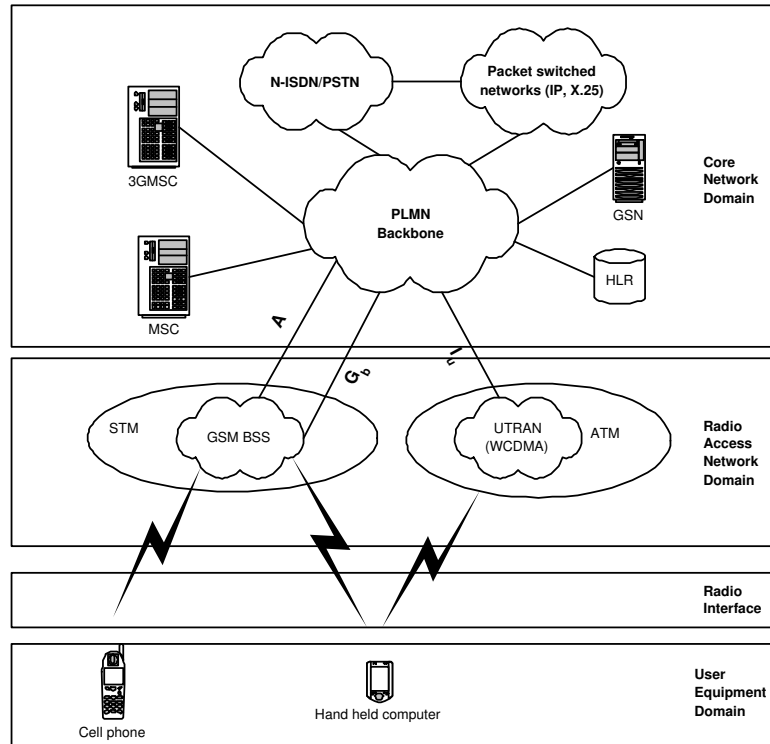 N-ISDN/PSTN
Packet switched
networks (IP, X.25)
3GMSC
GSN
Core
Network
Domain
PLMN
Backbone
MSC
HLR
A
Gb
Iu
STM
GSM BSS
UTRAN
(WCDMA)
ATM
Radio
Access
Network
Domain
Radio
Interface
Cell phone
Hand held computer
User
Equipment
Domain